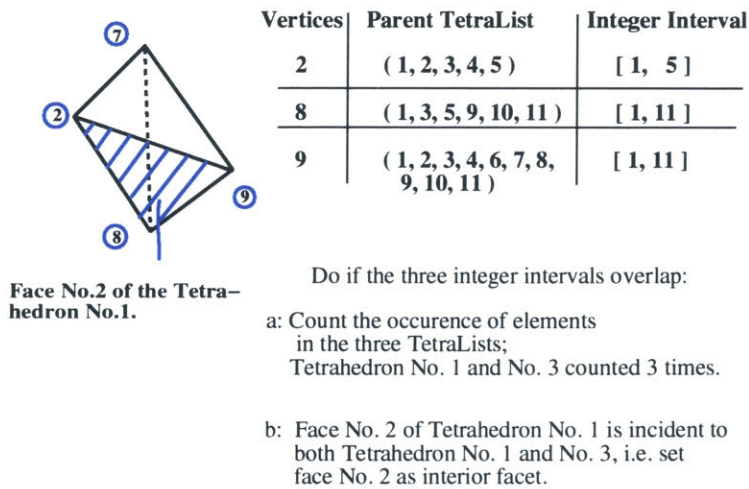 7
2
9
8
Face No.2 of the Tetra–
hedron No.1.
Vertices Parent TetraList Integer Interval
2 ( 1, 2, 3, 4, 5 ) [ 1, 5 ]
8 ( 1, 3, 5, 9, 10, 11 ) [ 1, 11 ]
9 ( 1, 2, 3, 4, 6, 7, 8, [ 1, 11 ]
9, 10, 11 )
Do if the three integer intervals overlap:
a: Count the occurence of elements
in the three TetraLists;
Tetrahedron No. 1 and No. 3 counted 3 times.
b: Face No. 2 of Tetrahedron No. 1 is incident to
both Tetrahedron No. 1 and No. 3, i.e. set
face No. 2 as interior facet.